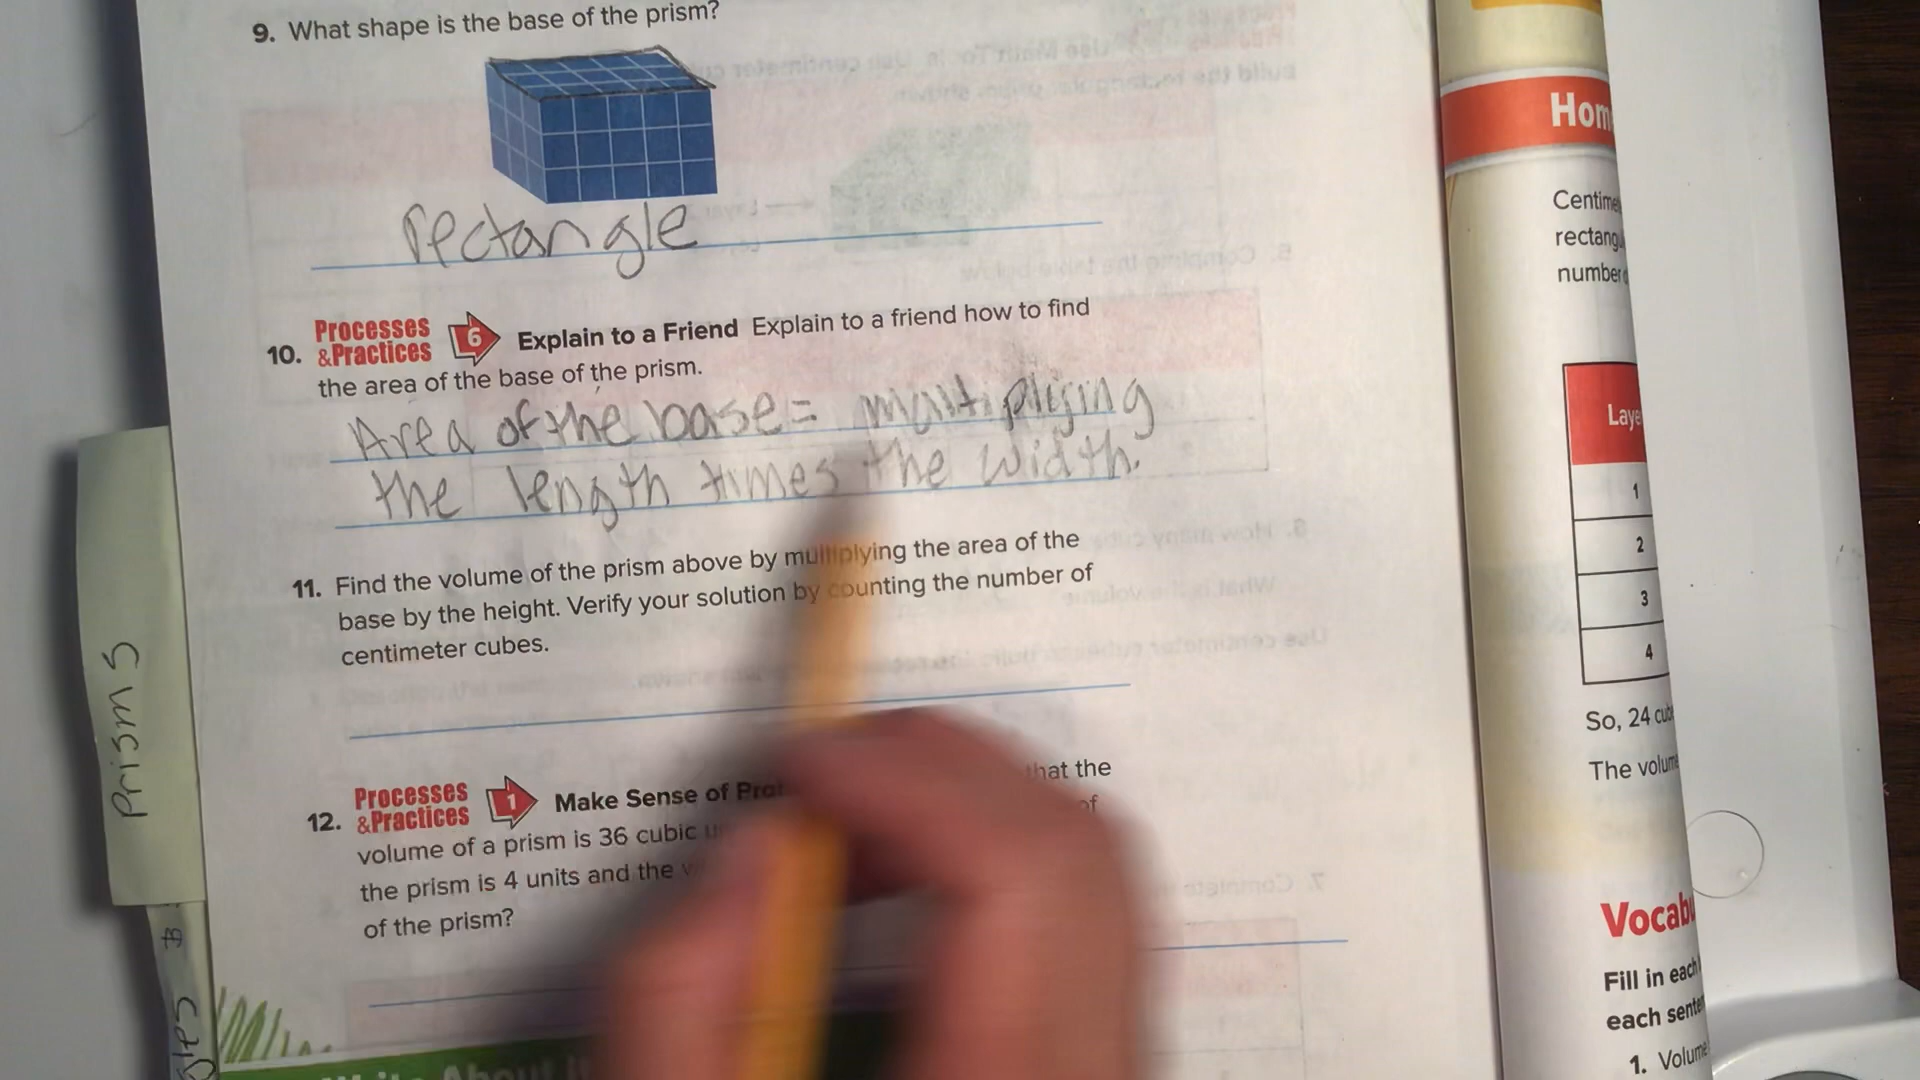 9. What shape is the base of the prism?
rectangle
10. Processes &Practices 6 Explain to a Friend Explain to a friend how to find
the area of the base of the prism.
Area of the base = multiplying
the length times the width.
11. Find the volume of the prism above by multiplying the area of the
base by the height. Verify your solution by counting the number of
centimeter cubes.
12. Processes &Practices 1 Make Sense of that the
volume of a prism is 36 cubic of
the prism is 4 units and the
of the prism?
prism S
Hom
Centime
rectang
number
Laye
1
2
3
4
So, 24 cub
The volum
Vocabu
Fill in each
each sente
1. Volume